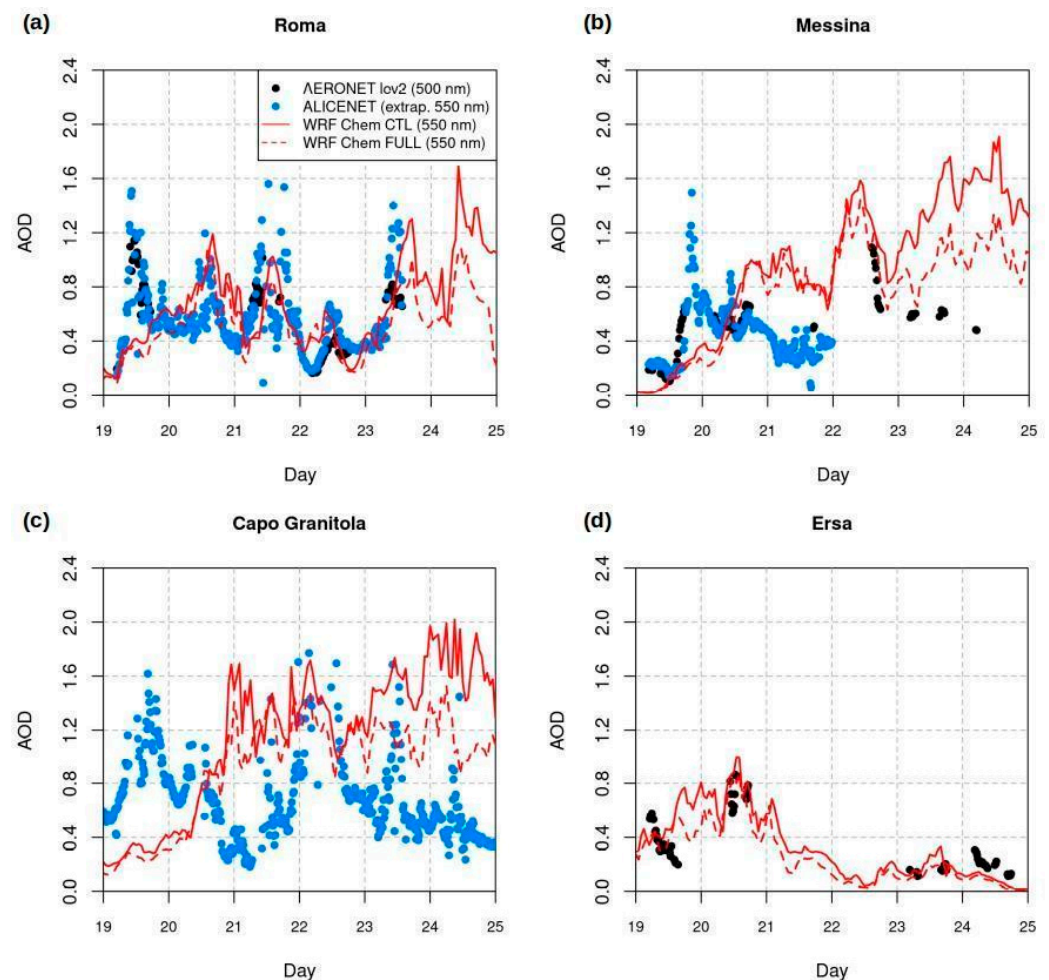 (a)
Roma
2.4
2.0
1.6
1.2
0.8
0.4
0.0
AOD
AERONET lov2 (500 nm)
ALICENET (extrap. 550 nm)
WRF Chem CTL (550 nm)
WRF Chem FULL (550 nm)
19 20 21 22 23 24 25
Day
(b)
Messina
2.4
2.0
1.6
1.2
0.8
0.4
0.0
AOD
19 20 21 22 23 24 25
Day
(c)
Capo Granitola
2.4
2.0
1.6
1.2
0.8
0.4
0.0
AOD
19 20 21 22 23 24 25
Day
(d)
Ersa
2.4
2.0
1.6
1.2
0.8
0.4
0.0
AOD
19 20 21 22 23 24 25
Day